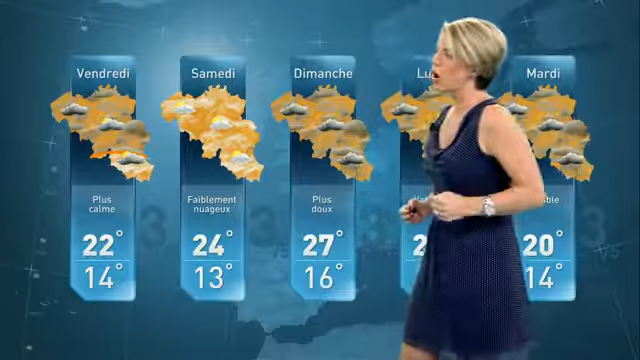 Vendredi
Samedi
Dimanche
Mardi
Plus
calme
Faiblement
nuageux
Plus
doux
22°
24°
27°
20°
14°
13°
16°
14°